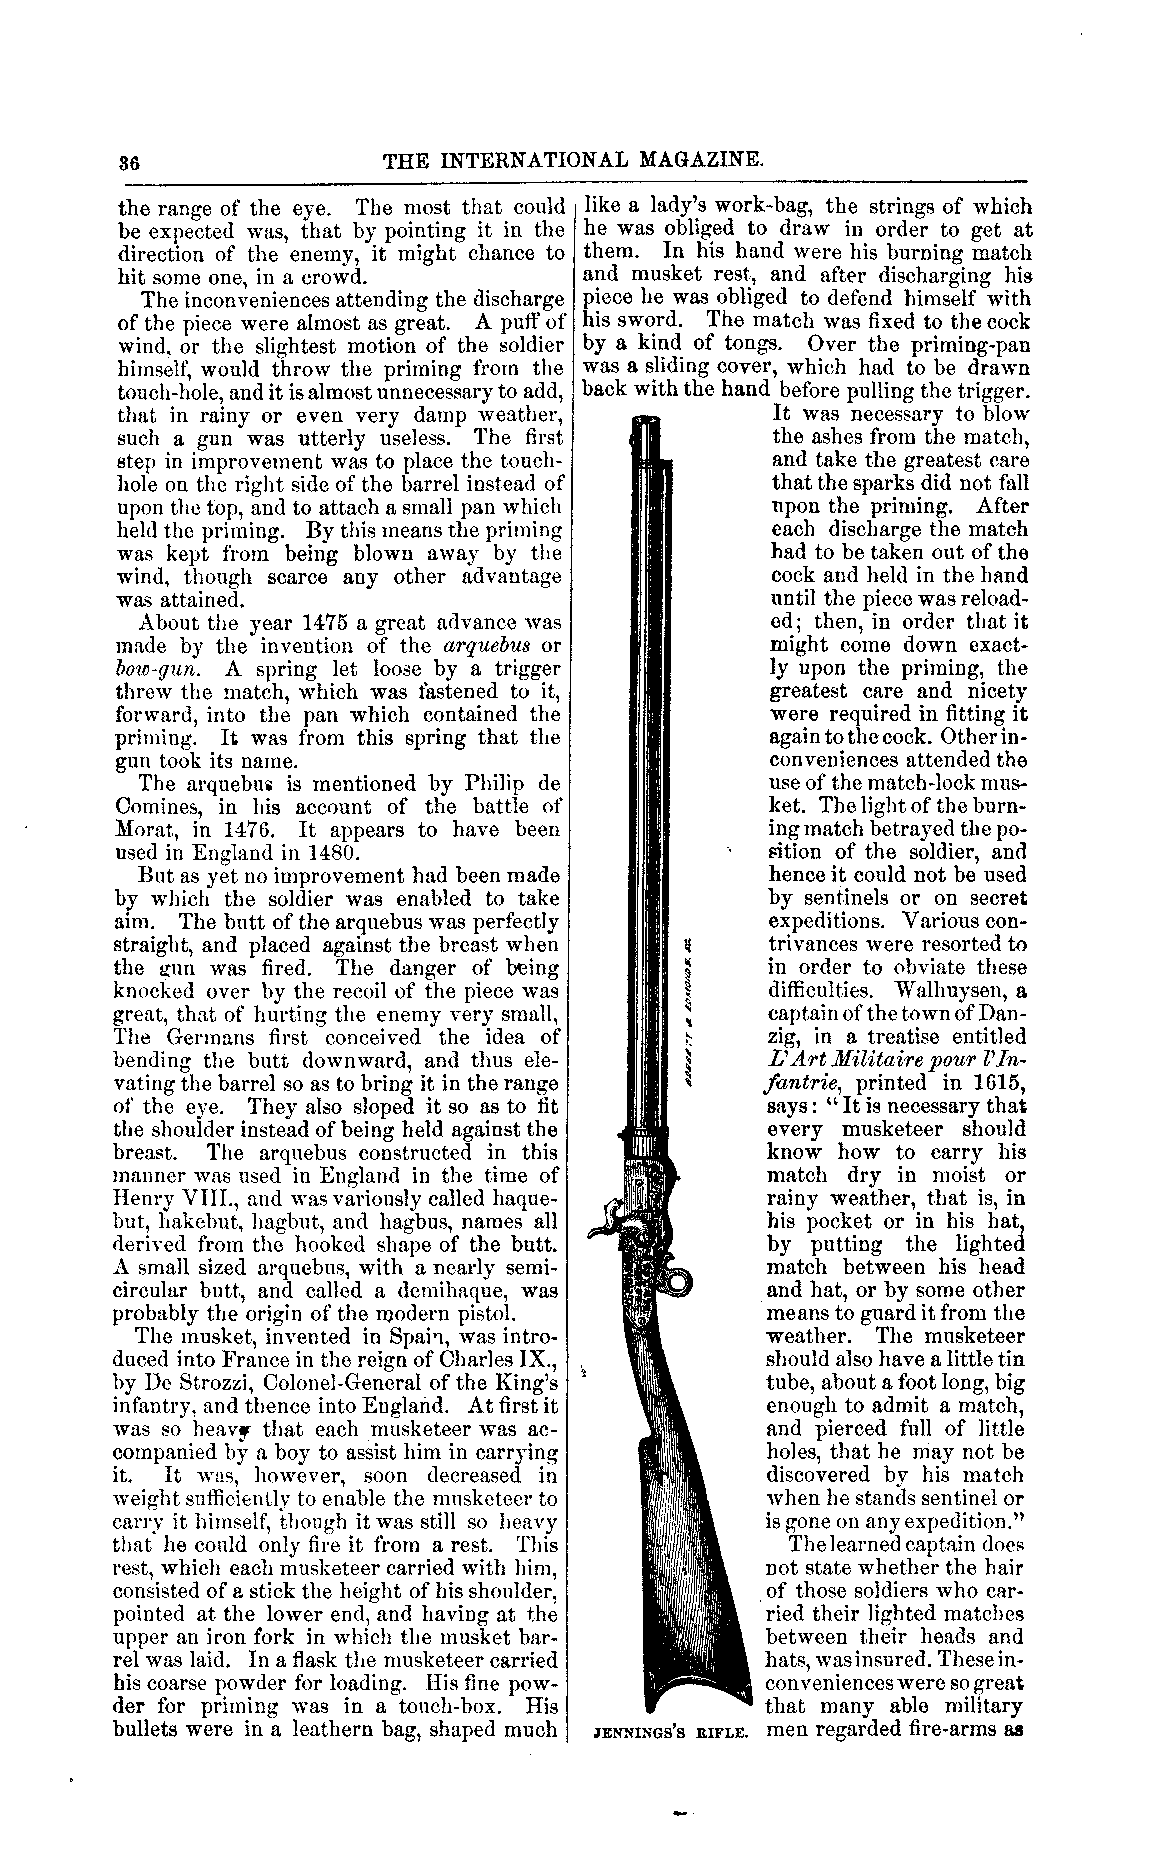 36
THE INTERNATIONAL MAGAZINE.
the range of the eye. The most that could
be expected was, that by pointing it in the
direction of the enemy, it might chance to
hit some one, in a crowd.
The inconveniences attending the discharge
of the piece were almost as great. A puff of
wind, or the slightest motion of the soldier
himself, would throw the priming from the
touch-hole, and it is almost unnecessary to add,
that in rainy or even very damp weather,
such a gun was utterly useless. The first
step in improvement was to place the touch-
hole on the right side of the barrel instead of
upon the top, and to attach a small pan which
held the priming. By this means the priming
was kept from being blown away by the
wind, though scarce any other advantage
was attained.
About the year 1475 a great advance was
made by the invention of the arquebus or
bow-gun. A spring let loose by a trigger
threw the match, which was fastened to it,
forward, into the pan which contained the
priming. It was from this spring that the
gun took its name.
The arquebus is mentioned by Philip de
Comines, in his account of the battle of
Morat, in 1476. It appears to have been
used in England in 1480.
But as yet no improvement had been made
by which the soldier was enabled to take
aim. The butt of the arquebus was perfectly
straight, and placed against the breast when
the gun was fired. The danger of being
knocked over by the recoil of the piece was
great, that of hurting the enemy very small,
The Germans first conceived the idea of
bending the butt downward, and thus ele-
vating the barrel so as to bring it in the range
of the eye. They also sloped it so as to fit
the shoulder instead of being held against the
breast. The arquebus constructed in this
manner was used in England in the time of
Henry VIII., and was variously called haque-
but, hakebut, hagbut, and hagbus, names all
derived from the hooked shape of the butt.
A small sized arquebus, with a nearly semi-
circular butt, and called a demihaque, was
probably the origin of the modern pistol.
The musket, invented in Spain, was intro-
duced into France in the reign of Charles IX.,
by De Strozzi, Colonel-General of the King's
infantry, and thence into England. At first it
was so heavy that each musketeer was ac-
companied by a boy to assist him in carrying
it. It was, however, soon decreased in
weight sufficiently to enable the musketeer to
carry it himself, though it was still so heavy
that he could only fire it from a rest. This
rest, which each musketeer carried with him,
consisted of a stick the height of his shoulder,
pointed at the lower end, and having at the
upper an iron fork in which the musket bar-
rel was laid. In a flask the musketeer carried
his coarse powder for loading. His fine pow-
der for priming was in a touch-box. His
bullets were in a leathern bag, shaped much
like a lady's work-bag, the strings of which
he was obliged to draw in order to get at
them. In his hand were his burning match
and musket rest, and after discharging his
piece he was obliged to defend himself with
his sword. The match was fixed to the cock
by a kind of tongs. Over the priming-pan
was a sliding cover, which had to be drawn
back with the hand before pulling the trigger.
It was necessary to blow
the ashes from the match,
and take the greatest care
that the sparks did not fall
upon the priming. After
each discharge the match
had to be taken out of the
cock and held in the hand
until the piece was reload-
ed; then, in order that it
might come down exact-
ly upon the priming, the
greatest care and nicety
were required in fitting it
again to the cock. Other in-
conveniences attended the
use of the match-lock mus-
ket. The light of the burn-
ing match betrayed the po-
sition of the soldier, and
hence it could not be used
by sentinels or on secret
expeditions. Various con-
trivances were resorted to
in order to obviate these
difficulties. Walhuysen, a
captain of the town of Dan-
zig, in a treatise entitled
L'Art Militaire pour l'In-
fantrie, printed in 1615,
says: "It is necessary that
every musketeer should
know how to carry his
match dry in moist or
rainy weather, that is, in
his pocket or in his hat,
by putting the lighted
match between his head
and hat, or by some other
means to guard it from the
weather. The musketeer
should also have a little tin
tube, about a foot long, big
enough to admit a match,
and pierced full of little
holes, that he may not be
discovered by his match
when he stands sentinel or
is gone on any expedition."
The learned captain does
not state whether the hair
of those soldiers who car-
ried their lighted matches
between their heads and
hats, was insured. These in-
conveniences were so great
that many able military
men regarded fire-arms as
JENNINGS'S RIFLE.